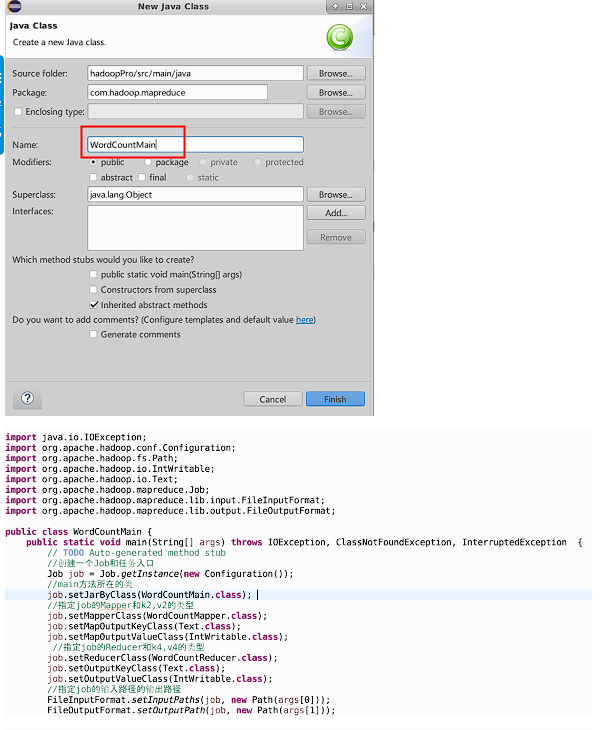 New Java Class
Java Class
Create a new Java class.
Source folder: hadoopPro/src/main/java Browse...
Package: com.hadoop.mapreduce Browse...
Enclosing type: Browse...
Name: WordCountMain
Modifiers: public package private protected
abstract final static
Superclass: java.lang.Object Browse...
Interfaces: Add...
Remove
Which method stubs would you like to create?
public static void main(String[] args)
Constructors from superclass
Inherited abstract methods
Do you want to add comments? (Configure templates and default value here)
Generate comments
? Cancel Finish
import java.io.IOException;
import org.apache.hadoop.conf.Configuration;
import org.apache.hadoop.fs.Path;
import org.apache.hadoop.io.IntWritable;
import org.apache.hadoop.io.Text;
import org.apache.hadoop.mapreduce.Job;
import org.apache.hadoop.mapreduce.lib.input.FileInputFormat;
import org.apache.hadoop.mapreduce.lib.output.FileOutputFormat;
public class WordCountMain {
public static void main(String[] args) throws IOException, ClassNotFoundException, InterruptedException {
// TODO Auto-generated method stub
//创建一个Job和任务入口
Job job = Job.getInstance(new Configuration());
//main方法所在的类
job.setJarByClass(WordCountMain.class);
//指定job的Mapper和k2,v2的类型
job.setMapperClass(WordCountMapper.class);
job.setMapOutputKeyClass(Text.class);
job.setMapOutputValueClass(IntWritable.class);
//指定job的Reducer和k4,v4的类型
job.setReducerClass(WordCountReducer.class);
job.setOutputKeyClass(Text.class);
job.setOutputValueClass(IntWritable.class);
//指定job的输入路径的输出路径
FileInputFormat.setInputPaths(job, new Path(args[0]));
FileOutputFormat.setOutputPath(job, new Path(args[1]));